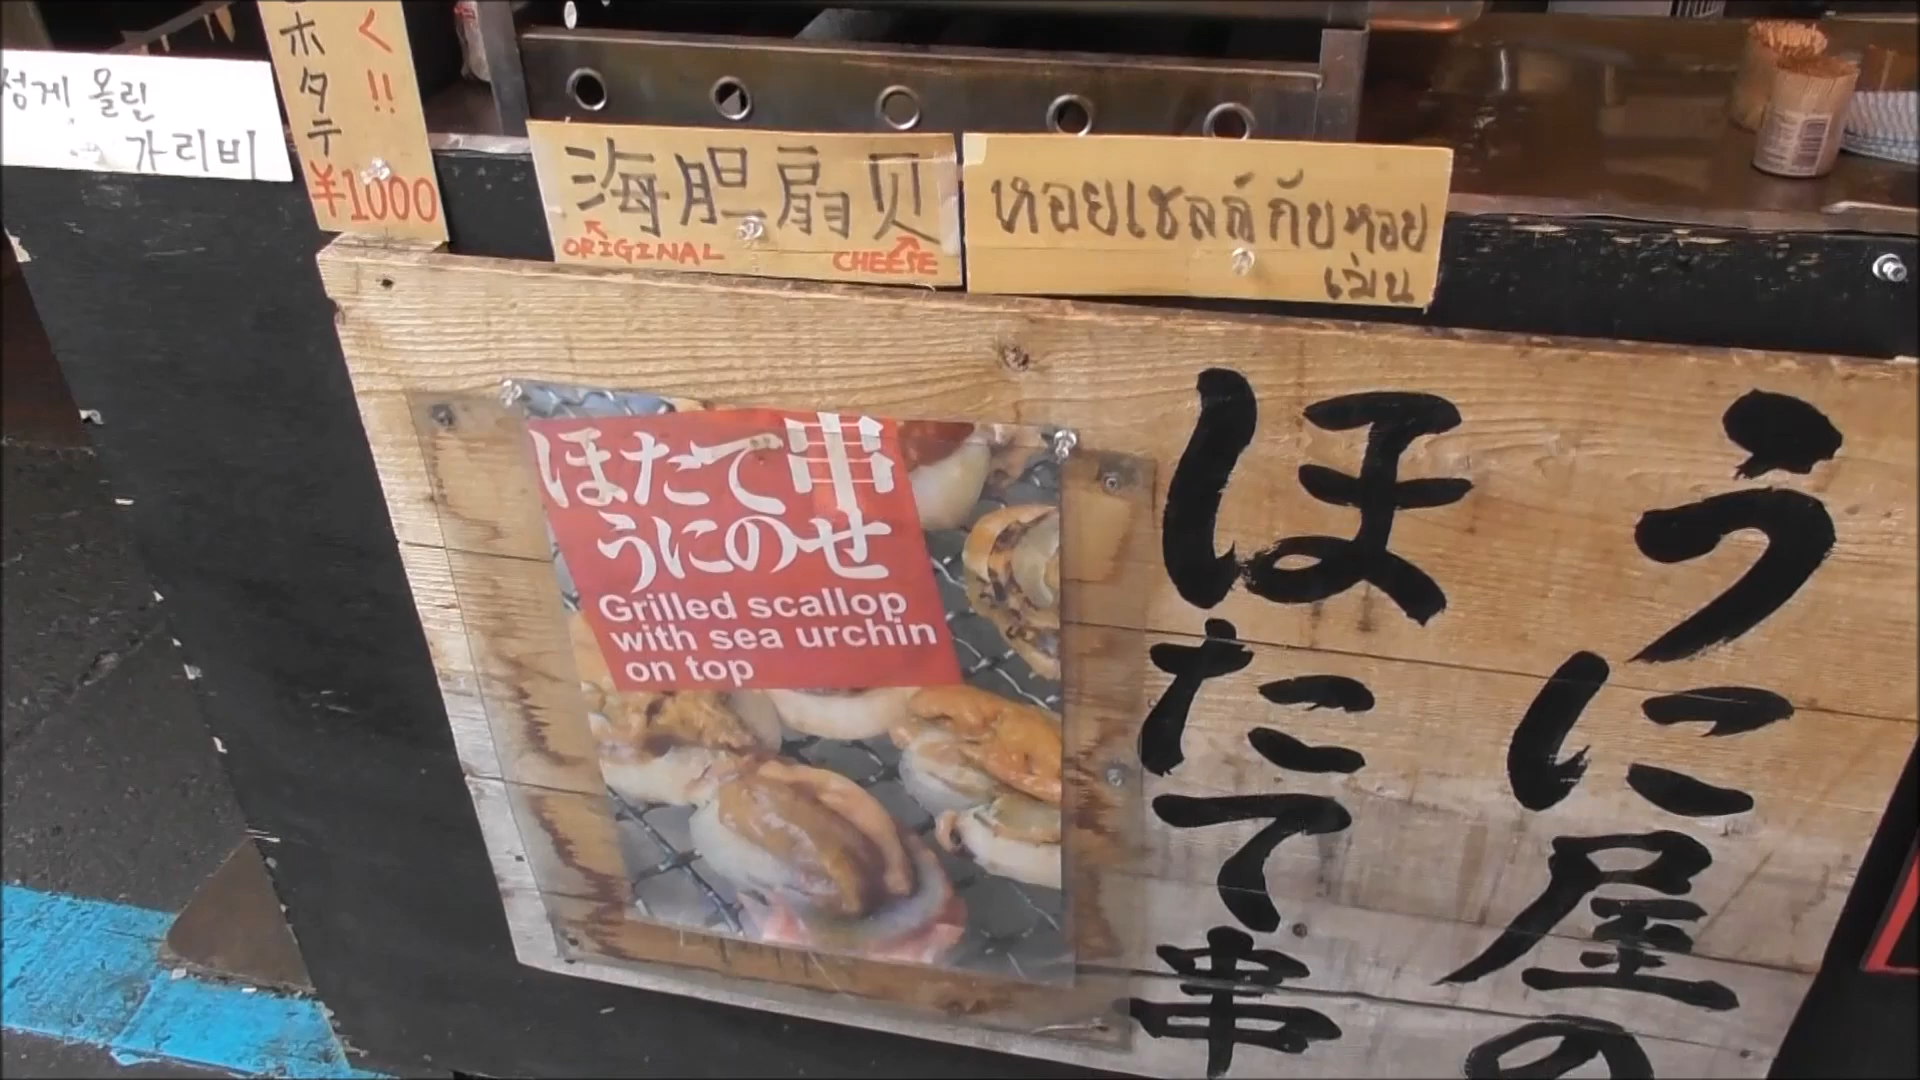 성게 올린
가리비
ホタテ
く!!
¥1000
海胆扇贝
ORIGINAL
CHEESE
หอยเชลล์กับหอย
เม่น
ほたて串
うにのせ
Grilled scallop
with sea urchin
on top
うに屋の
ほたて串